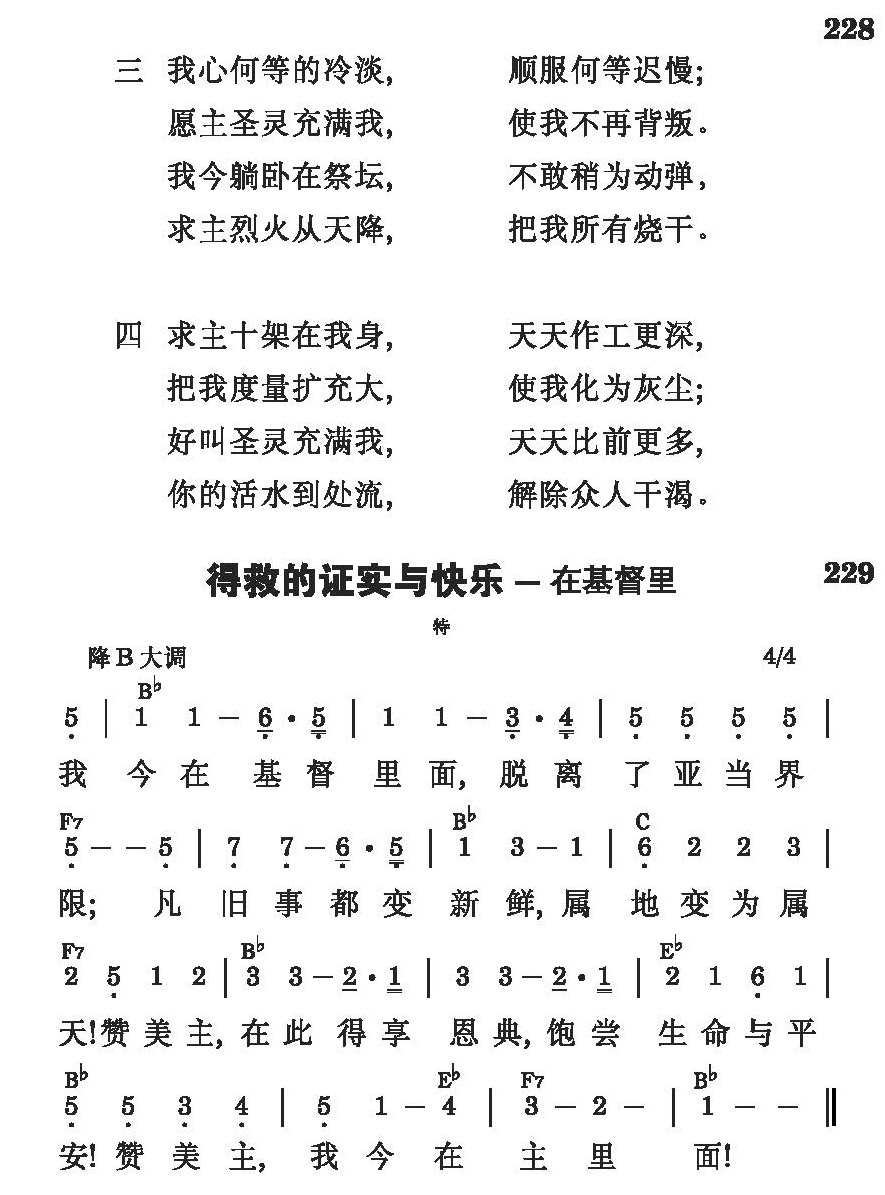 228
三 我心何等的冷淡, 顺服何等迟慢;
愿主圣灵充满我, 使我不再背叛。
我今躺卧在祭坛, 不敢稍为动弹,
求主烈火从天降, 把我所有烧干。
四 求主十架在我身, 天天作工更深,
把我度量扩充大, 使我化为灰尘;
好叫圣灵充满我, 天天比前更多,
你的活水到处流, 解除众人干渴。
得救的证实与快乐 — 在基督里 229
特
降B大调 4/4
B♭
5 | 1 1 – 6 · 5 | 1 1 – 3 · 4 | 5 5 5 5 |
我 今 在 基 督 里 面, 脱 离 了 亚 当 界
F7 B♭ C
5 – – 5 | 7 7 – 6 · 5 | 1 3 – 1 | 6 2 2 3 |
限; 凡 旧 事 都 变 新 鲜, 属 地 变 为 属
F7 B♭ E♭
2 5 1 2 | 3 3 – 2 · 1 | 3 3 – 2 · 1 | 2 1 6 1 |
天! 赞 美 主, 在 此 得 享 恩 典, 饱 尝 生 命 与 平
B♭ E♭ F7 B♭
5 5 3 4 | 5 1 – 4 | 3 – 2 – | 1 – – ‖
安! 赞 美 主, 我 今 在 主 里 面!